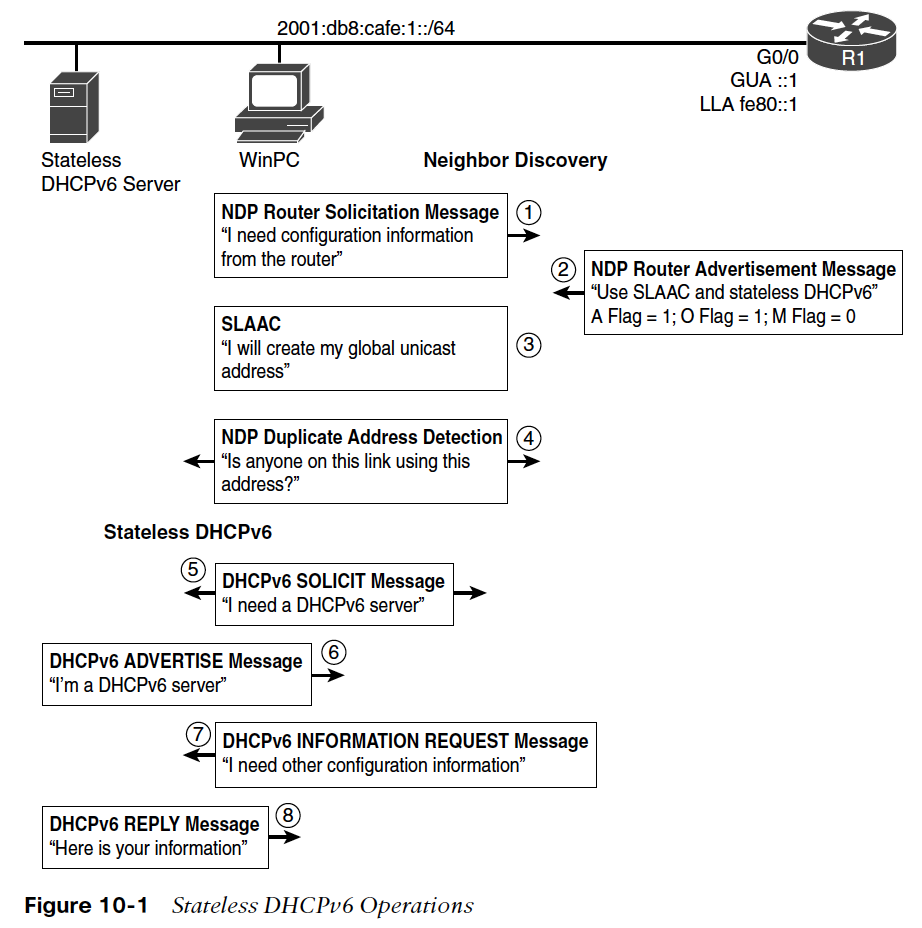 2001:db8:cafe:1::/64
R1
G0/0
GUA ::1
LLA fe80::1
Stateless
DHCPv6 Server
WinPC
Neighbor Discovery
NDP Router Solicitation Message
“I need configuration information
from the router”
1
2
NDP Router Advertisement Message
“Use SLAAC and stateless DHCPv6”
A Flag = 1; O Flag = 1; M Flag = 0
SLAAC
“I will create my global unicast
address”
3
NDP Duplicate Address Detection
“Is anyone on this link using this
address?”
4
Stateless DHCPv6
5
DHCPv6 SOLICIT Message
“I need a DHCPv6 server”
DHCPv6 ADVERTISE Message
“I’m a DHCPv6 server”
6
7
DHCPv6 INFORMATION REQUEST Message
“I need other configuration information”
DHCPv6 REPLY Message
“Here is your information”
8
Figure 10-1 Stateless DHCPv6 Operations